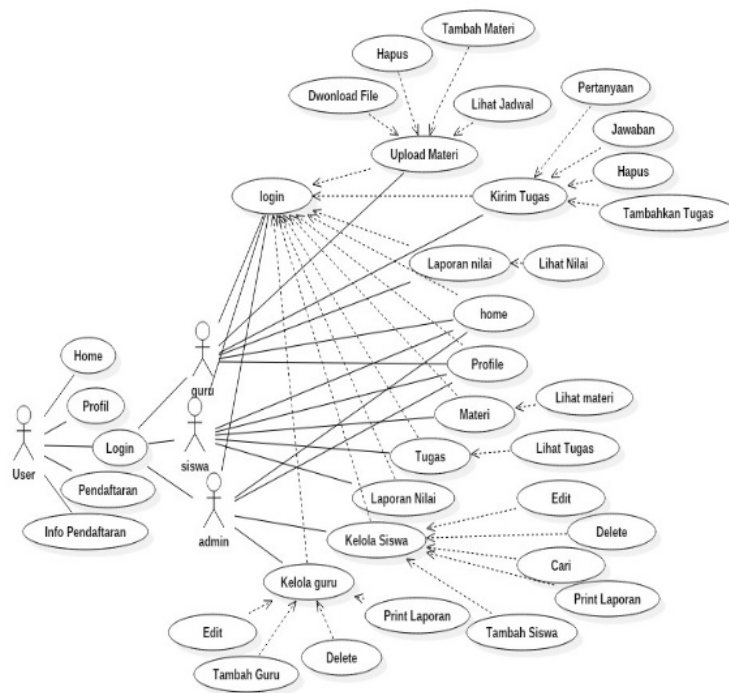 Tambah Materi
Hapus
Pertanyaan
Dwonload File
Lihat Jadwal
Jawaban
Upload Materi
Hapus
login
Kirim Tugas
Tambahkan Tugas
Laporan nilai
Lihat Nilai
home
Home
guru
Profile
Profil
Lihat materi
Materi
Login
siswa
Tugas
Lihat Tugas
User
Pendaftaran
Laporan Nilai
Edit
Info Pendaftaran
admin
Kelola Siswa
Delete
Cari
Kelola guru
Print Laporan
Print Laporan
Edit
Tambah Siswa
Delete
Tambah Guru